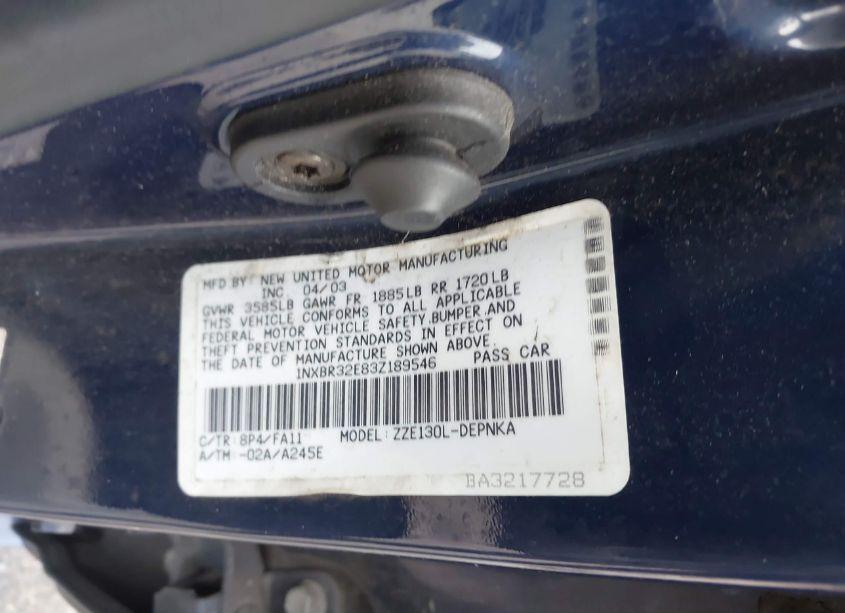 MFD BY: NEW UNITED MOTOR MANUFACTURING
INC 04/03
GVWR 3585LB GAWR FR 1885LB RR 1720LB
THIS VEHICLE CONFORMS TO ALL APPLICABLE
FEDERAL MOTOR VEHICLE SAFETY,BUMPER,AND
THEFT PREVENTION STANDARDS IN EFFECT ON
THE DATE OF MANUFACTURE SHOWN ABOVE.
1NXBR32E83Z189546 PASS CAR
C/TR: 8P4/FA11 MODEL: ZZE130L-DEPNKA
A/TM: -02A/A245E
BA3217728